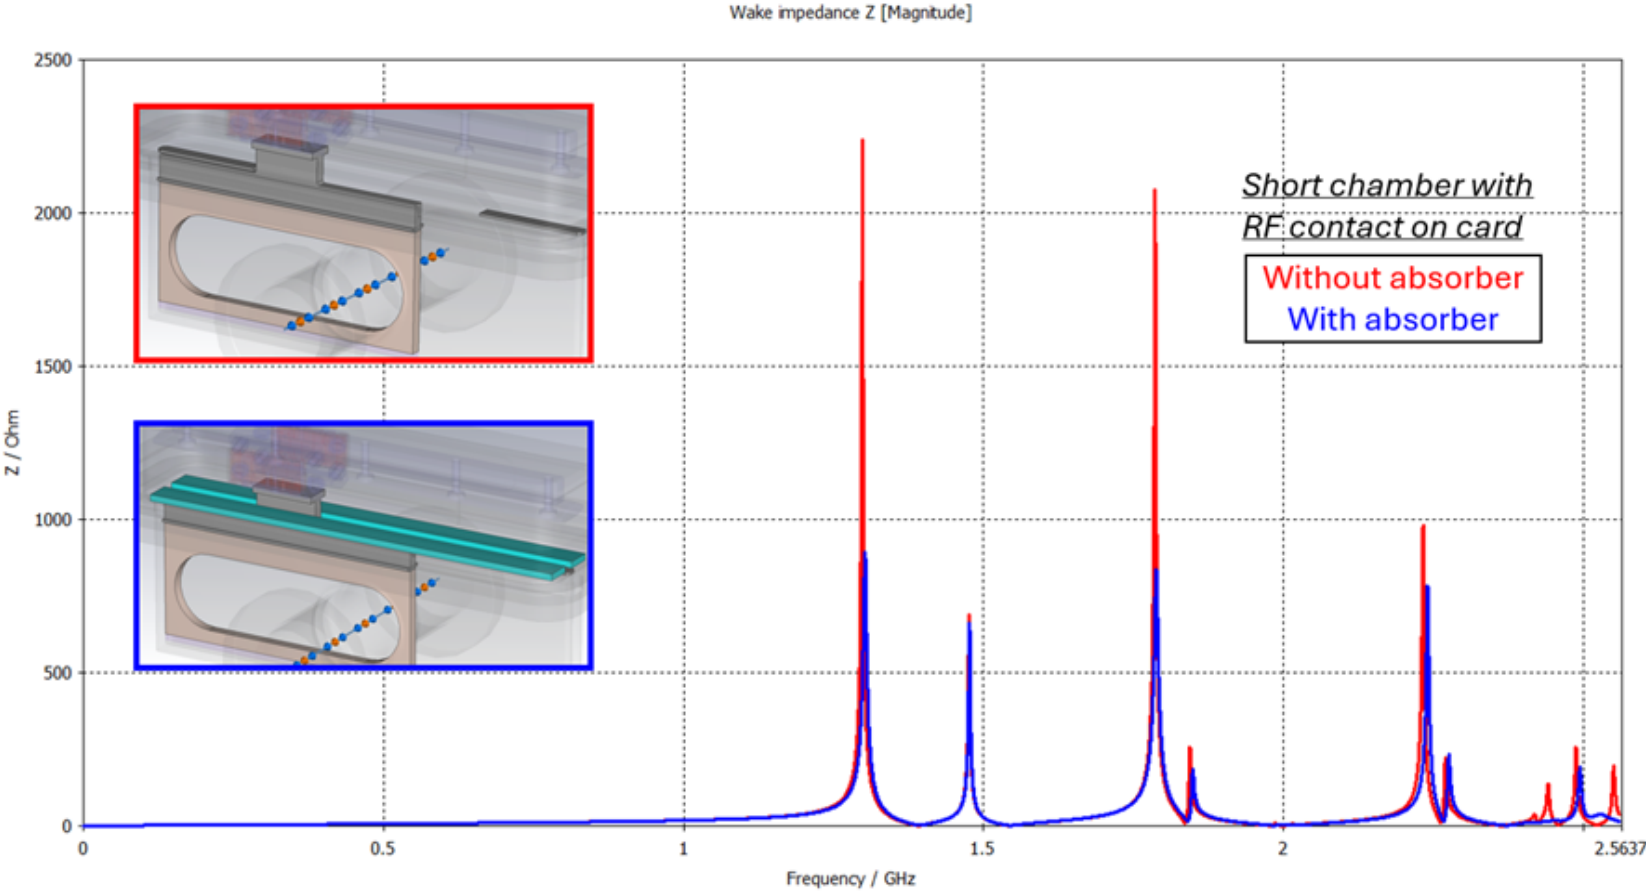 Wake impedance Z [Magnitude]
2500
2000
1500
1000
500
0
Z / Ohm
Short chamber with
RF contact on card
Without absorber
With absorber
0
0.5
1
1.5
2
2.5637
Frequency / GHz